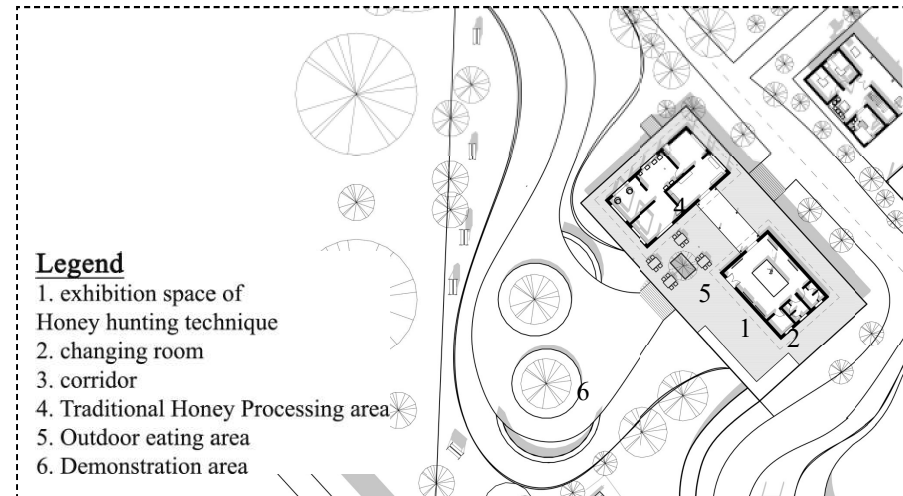 Legend
1. exhibition space of
Honey hunting technique
2. changing room
3. corridor
4. Traditional Honey Processing area
5. Outdoor eating area
6. Demonstration area
4
5
1
2
6